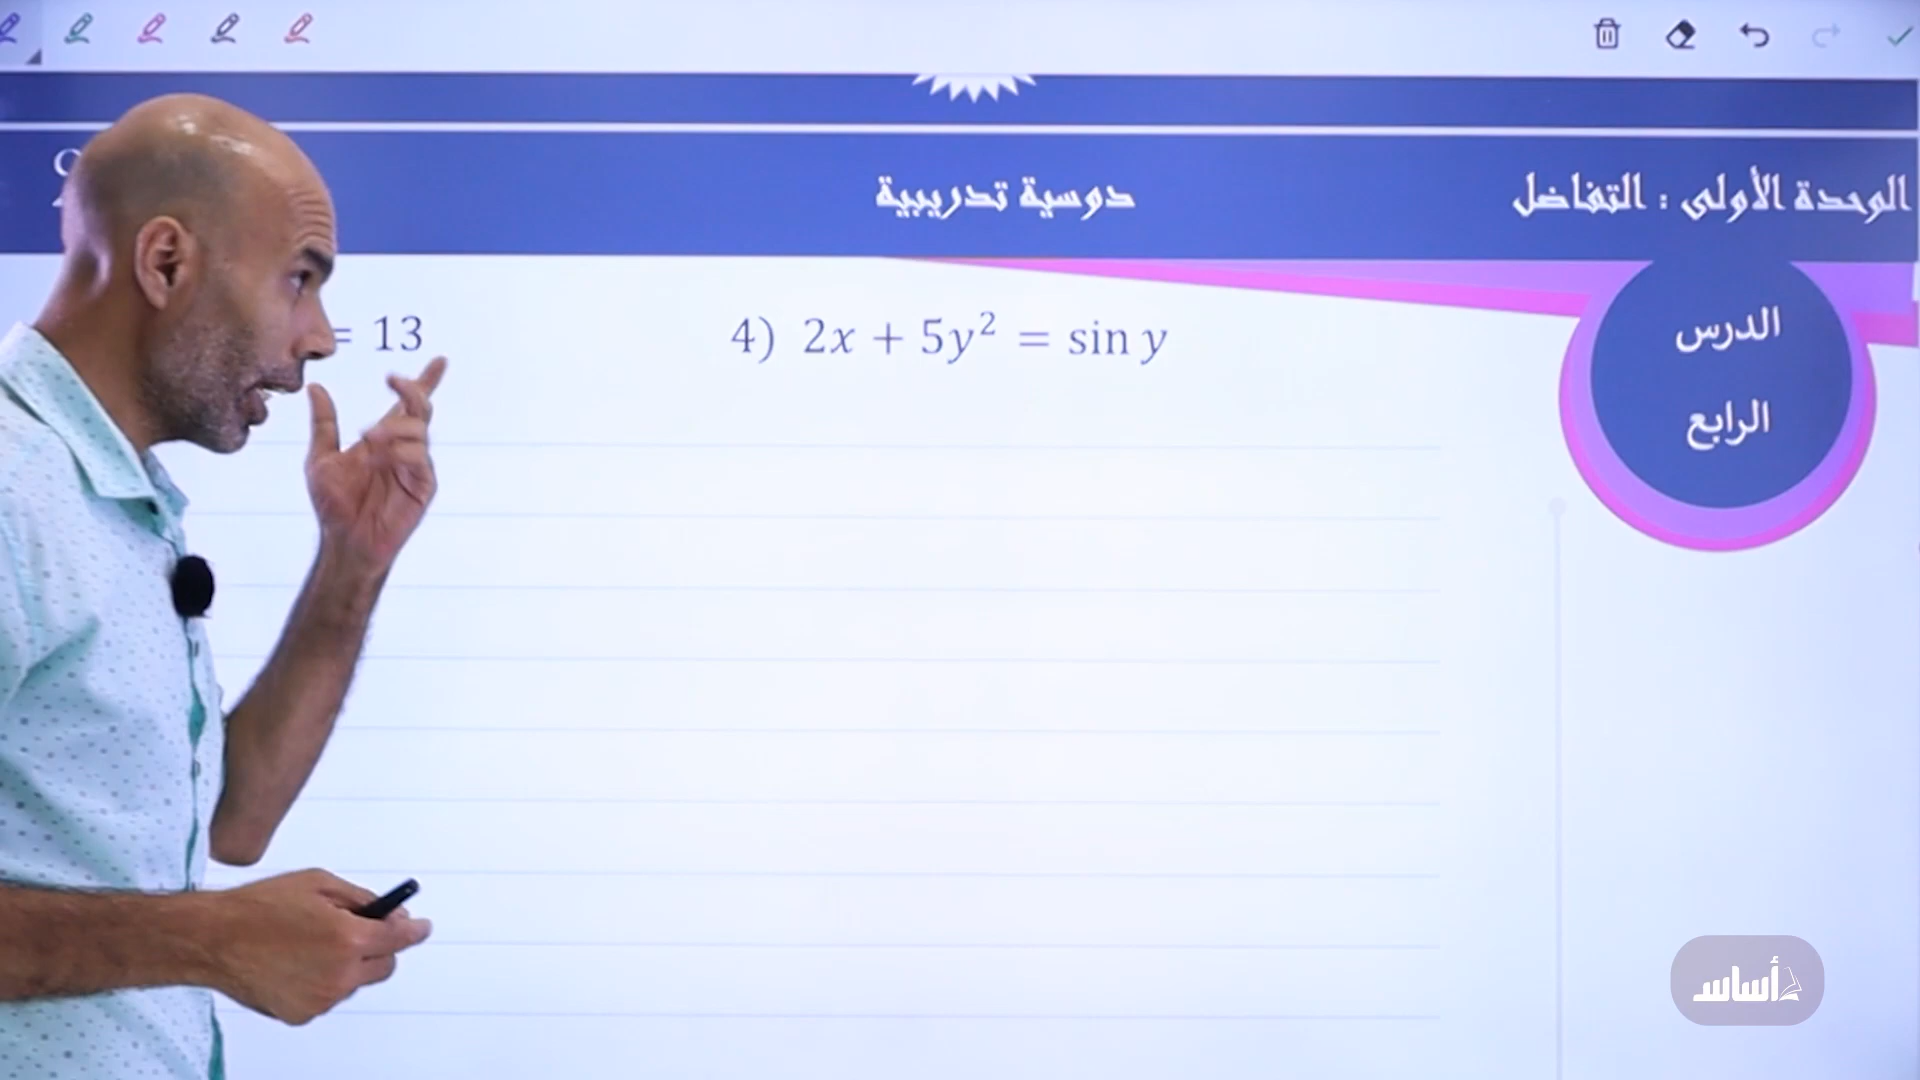 الوحدة الأولى : التفاضل
دوسية تدريبية
الدرس
الرابع
= 13
4) 2x + 5y² = sin y
أساس